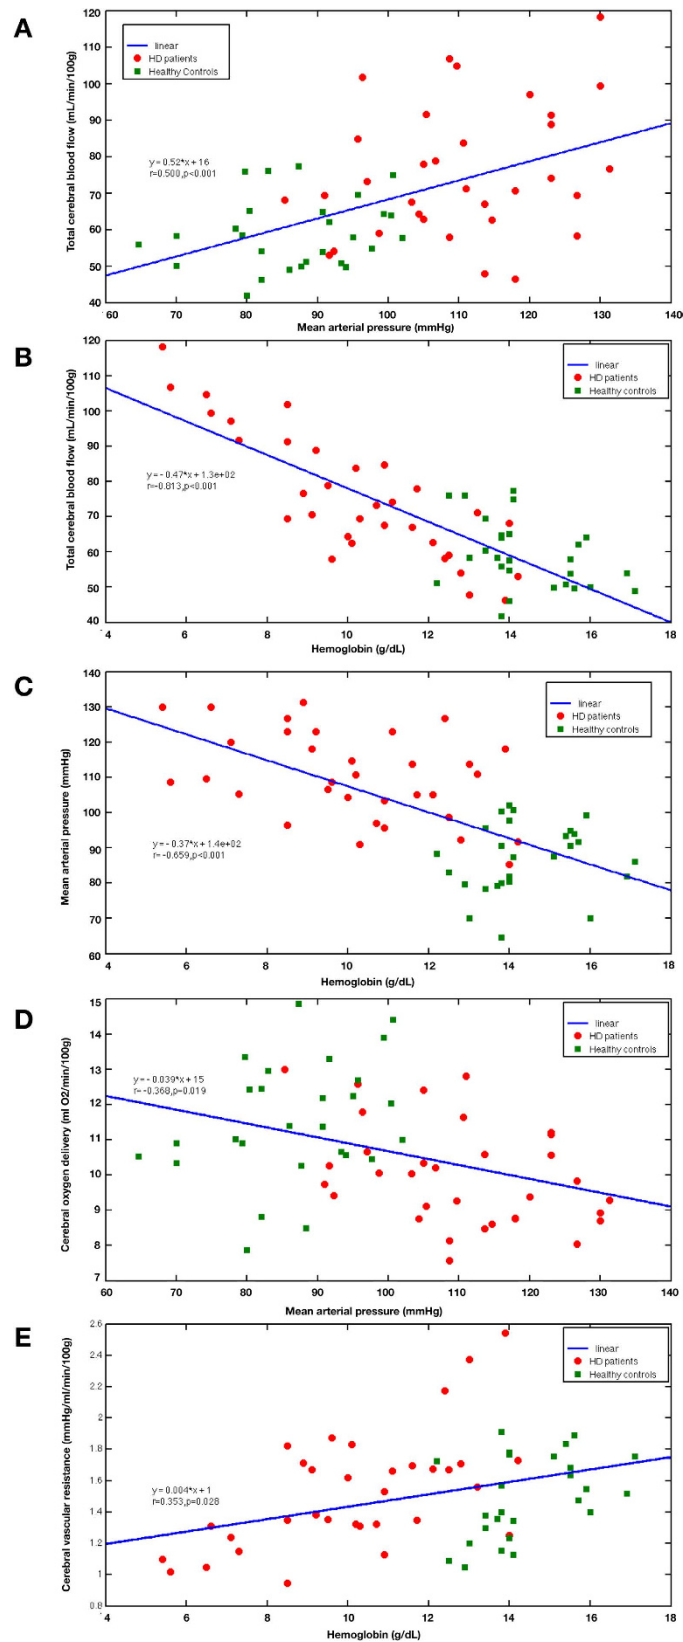 A
120
110
100
90
80
70
60
50
40
Total cerebral blood flow (mL/min/100g)
linear
HD patients
Healthy Controls
y = 0.52*x + 16
r=0.500,p<0.001
60 70 80 90 100 110 120 130 140
Mean arterial pressure (mmHg)
B
120
110
100
90
80
70
60
50
40
Total cerebral blood flow (mL/min/100g)
linear
HD patients
Healthy controls
y = - 0.47*x + 1.3e+02
r=-0.813,p<0.001
4 6 8 10 12 14 16 18
Hemoglobin (g/dL)
C
140
130
120
110
100
90
80
70
60
Mean arterial pressure (mmHg)
linear
HD patients
Healthy controls
y = - 0.37*x + 1.4e+02
r= -0.659,p<0.001
4 6 8 10 12 14 16 18
Hemoglobin (g/dL)
D
15
14
13
12
11
10
9
8
7
Cerebral oxygen delivery (ml O2/min/100g)
linear
HD patients
Healthy controls
y = - 0.039*x + 15
r= -0.368,p=0.019
60 70 80 90 100 110 120 130 140
Mean arterial pressure (mmHg)
E
2.6
2.4
2.2
2
1.8
1.6
1.4
1.2
1
0.8
Cerebral vascular resistance (mmHg/ml/min/100g)
linear
HD patients
Healthy controls
y = 0.004*x + 1
r=0.353,p=0.028
4 6 8 10 12 14 16 18
Hemoglobin (g/dL)